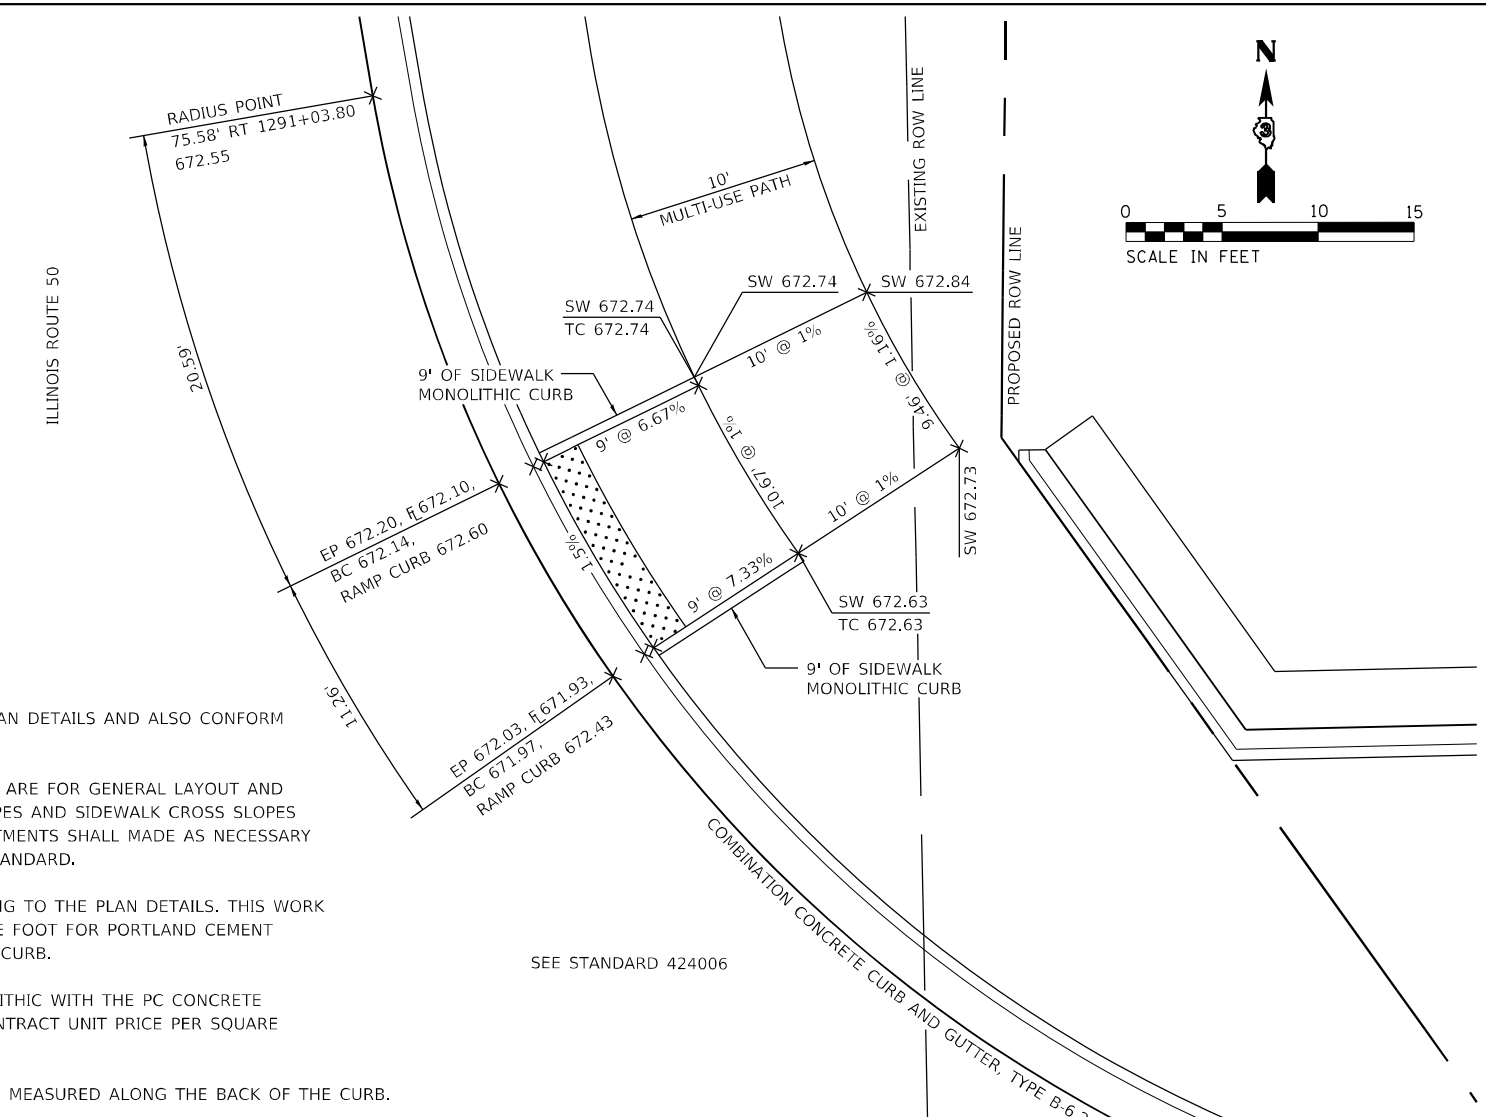 RADIUS POINT
75.58' RT 1291+03.80
672.55
N
3
0 5 10 15
SCALE IN FEET
ILLINOIS ROUTE 50
10'
MULTI-USE PATH
EXISTING ROW LINE
PROPOSED ROW LINE
SW 672.74
SW 672.84
SW 672.74
TC 672.74
10' @ 1%
9.46' @ 1.16%
20.59'
9' OF SIDEWALK
MONOLITHIC CURB
9' @ 6.67%
10.67' @ 1%
10' @ 1%
SW 672.73
EP 672.20, FL 672.10,
BC 672.14,
RAMP CURB 672.60
1.5%
9' @ 7.33%
SW 672.63
TC 672.63
9' OF SIDEWALK
MONOLITHIC CURB
11.26'
EP 672.03, FL 671.93,
BC 671.97,
RAMP CURB 672.43
AN DETAILS AND ALSO CONFORM
ARE FOR GENERAL LAYOUT AND
PES AND SIDEWALK CROSS SLOPES
TMENTS SHALL MADE AS NECESSARY
ANDARD.
NG TO THE PLAN DETAILS. THIS WORK
E FOOT FOR PORTLAND CEMENT
CURB.
ITHIC WITH THE PC CONCRETE
NTRACT UNIT PRICE PER SQUARE
MEASURED ALONG THE BACK OF THE CURB.
SEE STANDARD 424006
COMBINATION CONCRETE CURB AND GUTTER, TYPE B-6